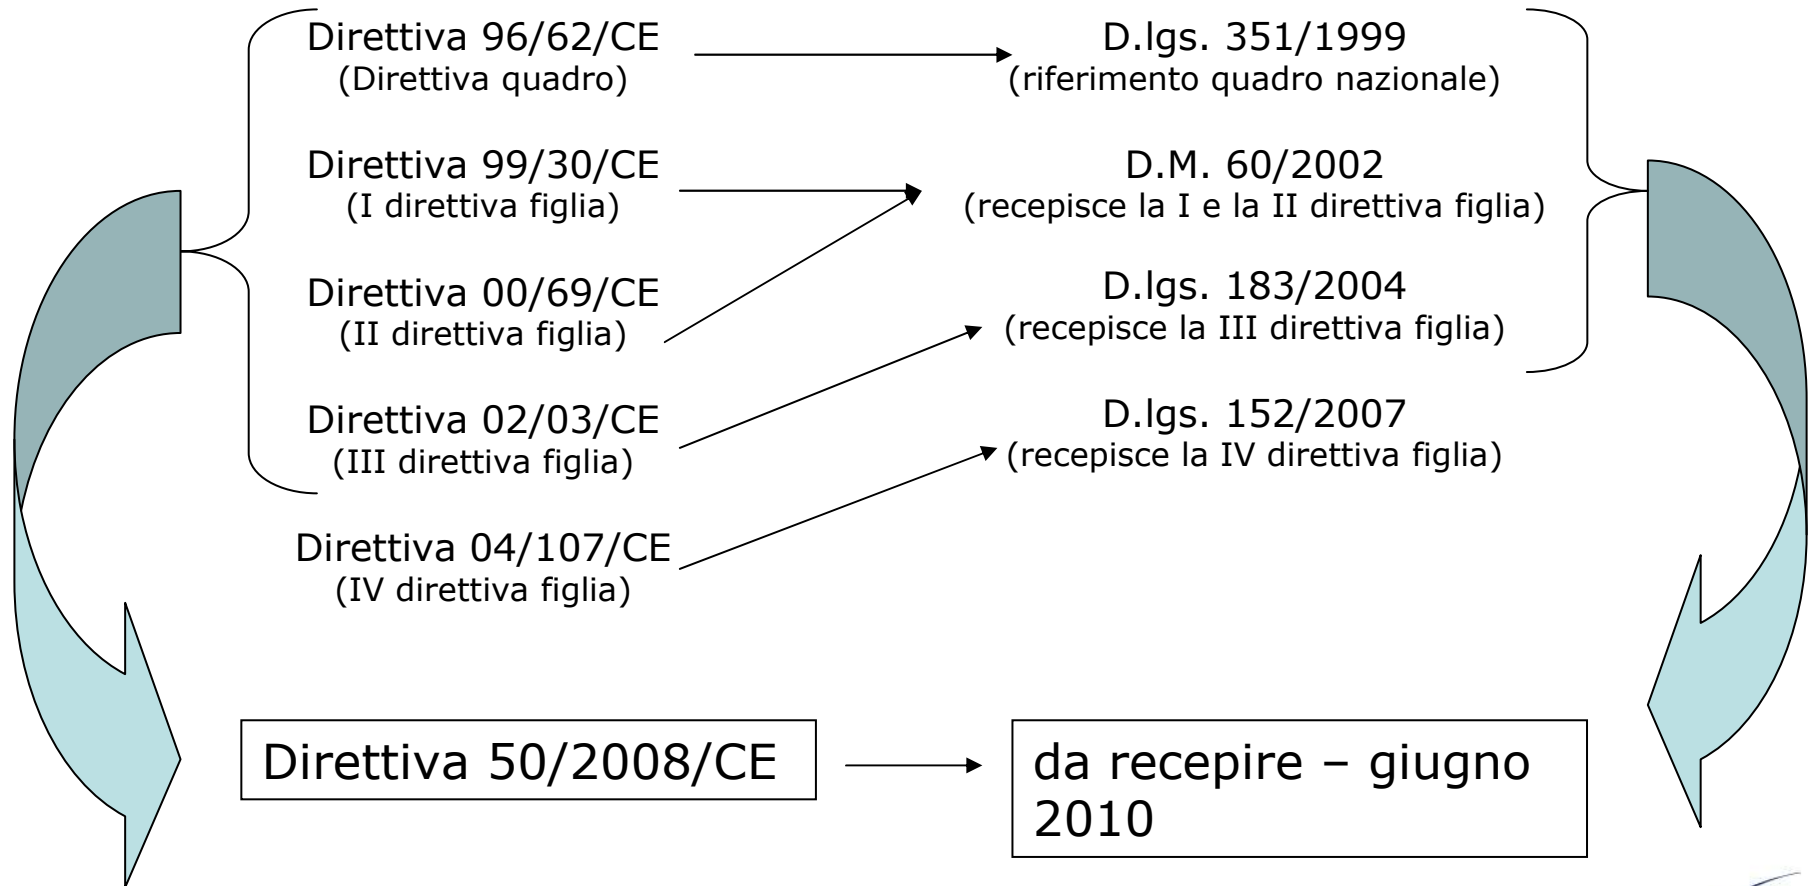 Direttiva 96/62/CE
(Direttiva quadro)
D.lgs. 351/1999
(riferimento quadro nazionale)
Direttiva 99/30/CE
(I direttiva figlia)
D.M. 60/2002
(recepisce la I e la II direttiva figlia)
Direttiva 00/69/CE
(II direttiva figlia)
D.lgs. 183/2004
(recepisce la III direttiva figlia)
Direttiva 02/03/CE
(III direttiva figlia)
D.lgs. 152/2007
(recepisce la IV direttiva figlia)
Direttiva 04/107/CE
(IV direttiva figlia)
Direttiva 50/2008/CE
da recepire – giugno
2010